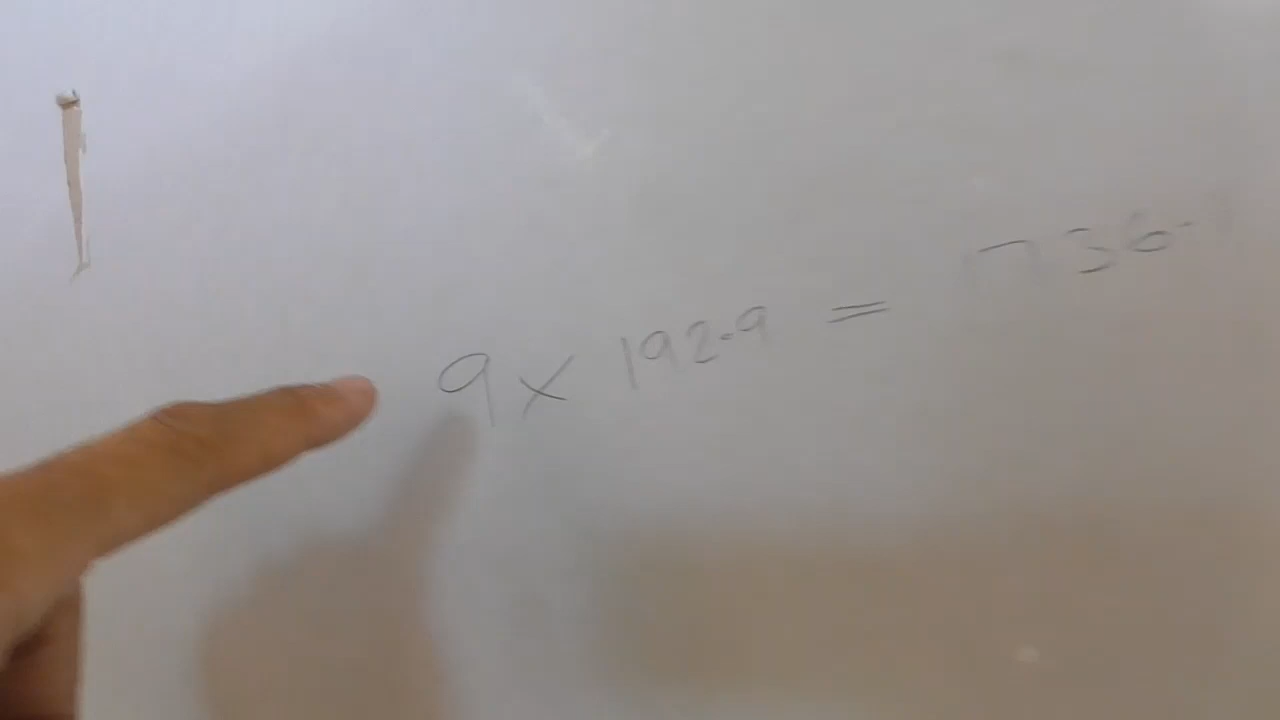 9 × 192.9 = 1736.